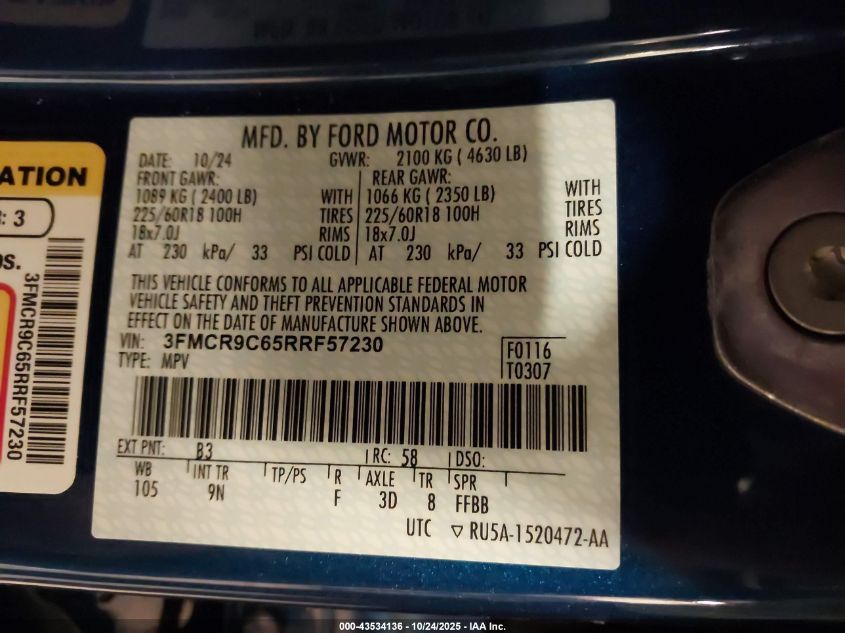 MFD. BY FORD MOTOR CO.
DATE: 10/24 GVWR: 2100 KG ( 4630 LB)
FRONT GAWR: REAR GAWR:
1089 KG ( 2400 LB) WITH 1066 KA ( 2350 LB) WITH
225/60R18 100H TIRES 225/60R18 100H TIRES
18x7.0J RIMS 18x7.0J RIMS
AT 230 kPa/ 33 PSI COLD AT 230 kPa/ 33 PSI COLD
THIS VEHICLE CONFORMS TO ALL APPLICABLE FEDERAL MOTOR
VEHICLE SAFETY AND THEFT PREVENTION STANDARDS IN
EFFECT ON THE DATE OF MANUFACTURE SHOWN ABOVE.
VIN: 3FMCR9C65RRF57230
TYPE: MPV
F0116
T0307
EXT PNT: B3 RC: 58 DSO:
WB INT TR TP/PS R AXLE TR SPR
105 9N F 3D 8 FFBB
UTC ▽ RU5A-1520472-AA
ATION
: 3
s.
3FMCR9C65RRF57230
000-43534136 - 10/24/2025 - IAA Inc.